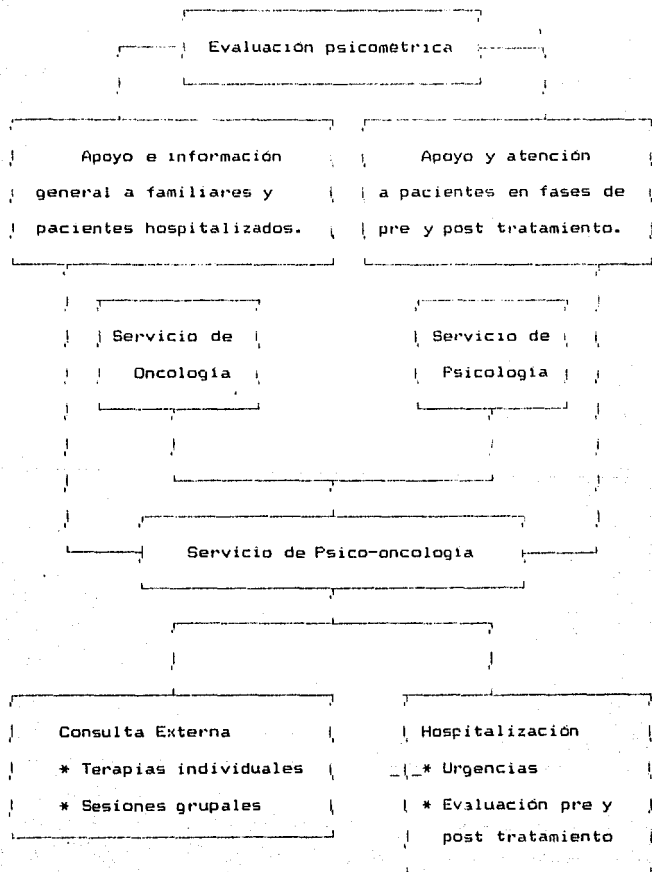 Evaluación psicometrica
Apoyo e información
general a familiares y
pacientes hospitalizados.
Apoyo y atención
a pacientes en fases de
pre y post tratamiento.
Servicio de
Oncología
Servicio de
Psicología
Servicio de Psico-oncología
Consulta Externa
* Terapias individuales
* Sesiones grupales
Hospitalización
* Urgencias
* Evaluación pre y
post tratamiento